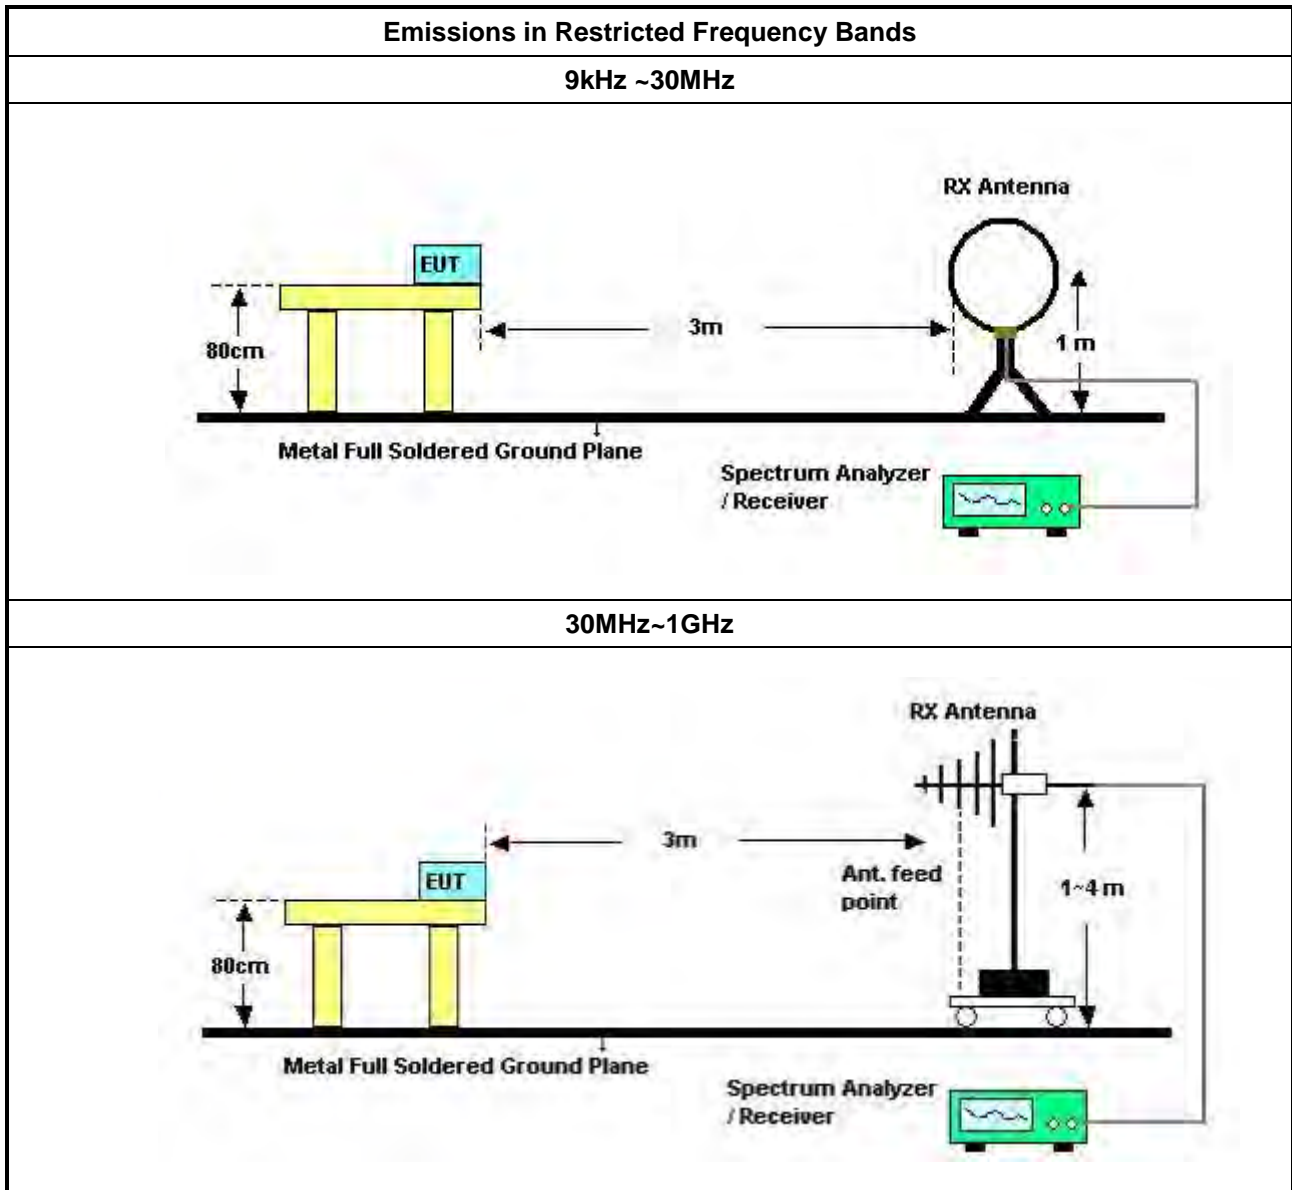 Emissions in Restricted Frequency Bands
9kHz ~30MHz
RX Antenna
EUT
3m
80cm
1 m
Metal Full Soldered Ground Plane
Spectrum Analyzer
/ Receiver
30MHz~1GHz
RX Antenna
3m
EUT
Ant. feed
point
1~4 m
80cm
Metal Full Soldered Ground Plane
Spectrum Analyzer
/ Receiver